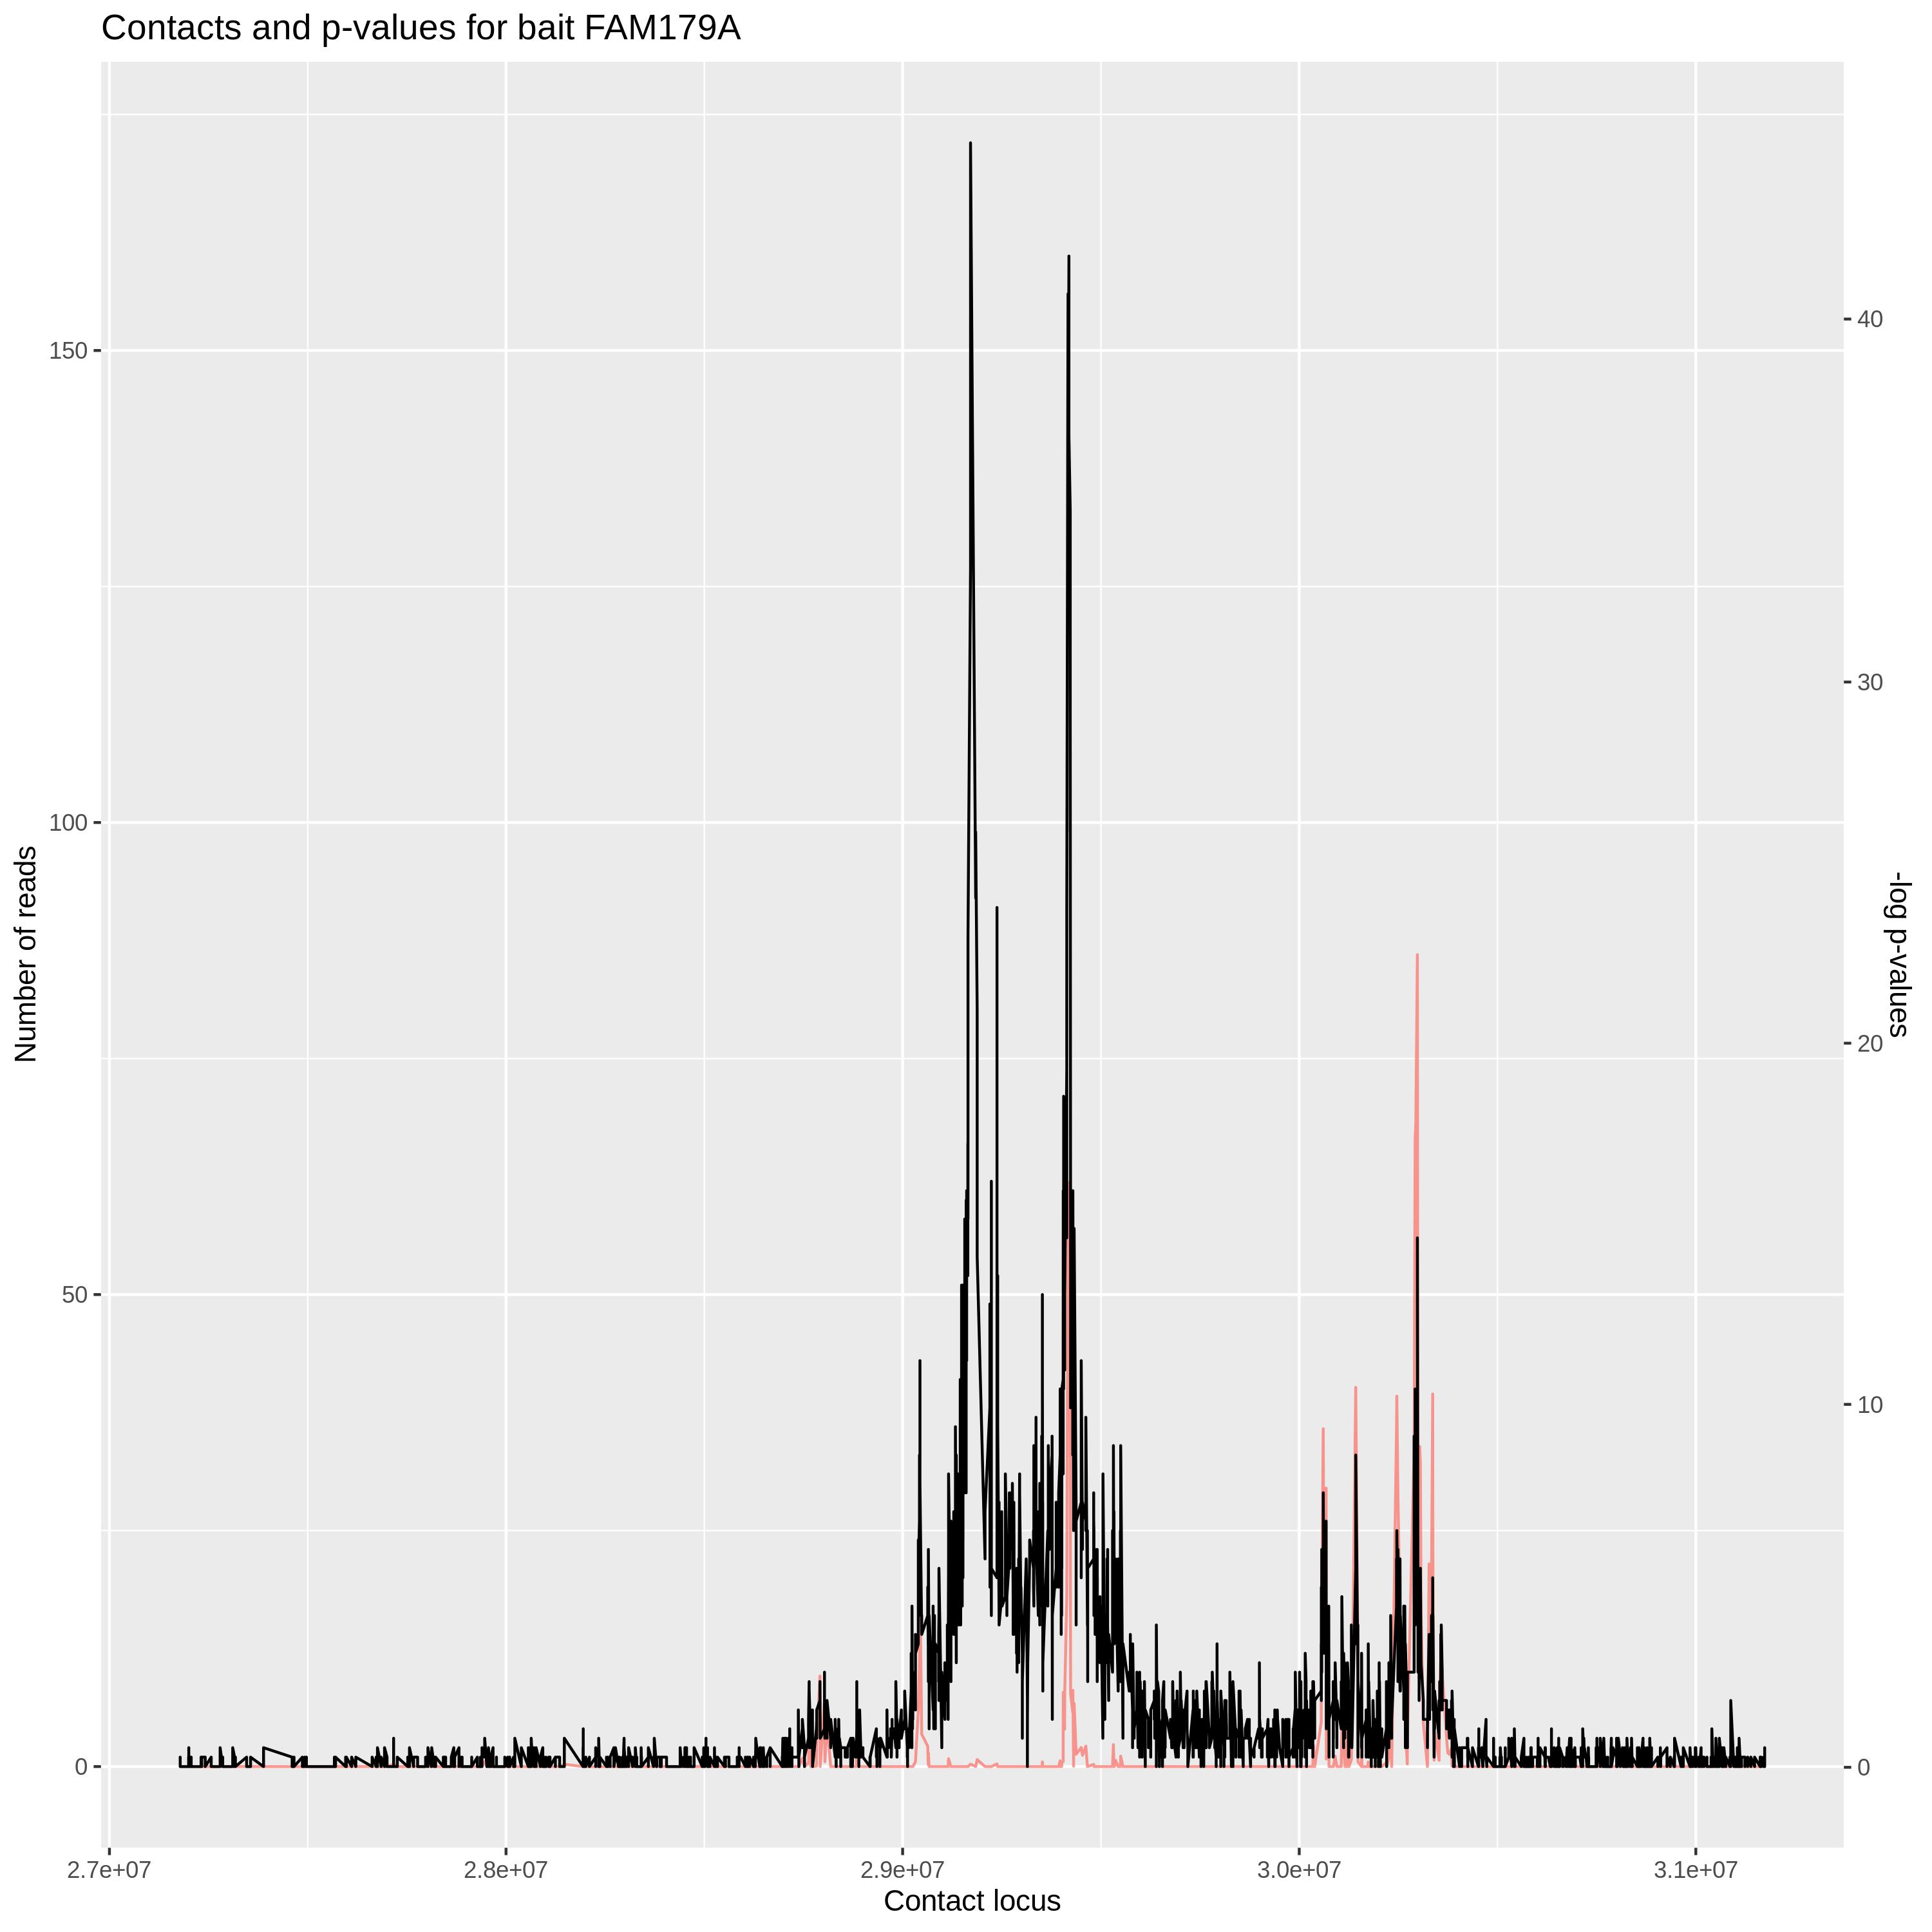 Contacts and p-values for bait FAM179A
150
100
50
0
Number of reads
40
30
20
10
0
-log p-values
2.7e+07 2.8e+07 2.9e+07 3.0e+07 3.1e+07
Contact locus